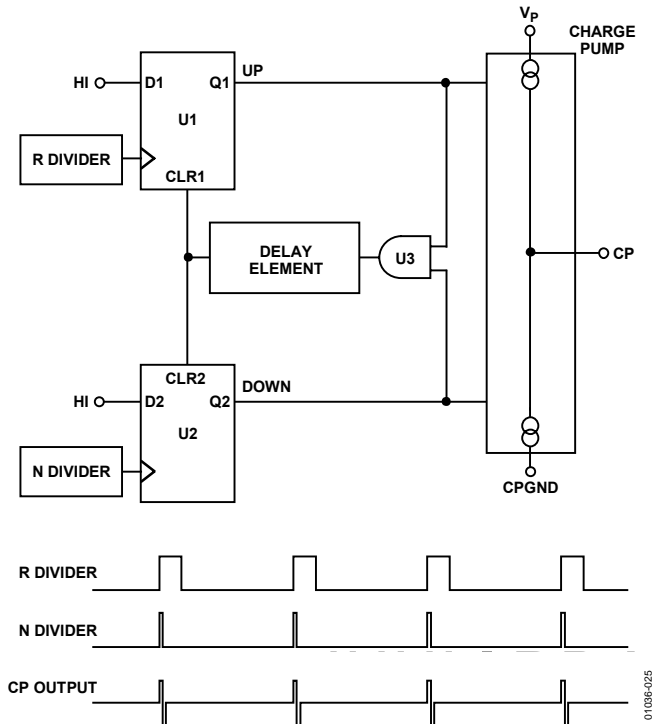 VP
CHARGE
PUMP
HI
D1
Q1
UP
U1
R DIVIDER
CLR1
DELAY
ELEMENT
U3
CP
CLR2
DOWN
HI
D2
Q2
U2
N DIVIDER
CPGND
R DIVIDER
N DIVIDER
CP OUTPUT
01036-025